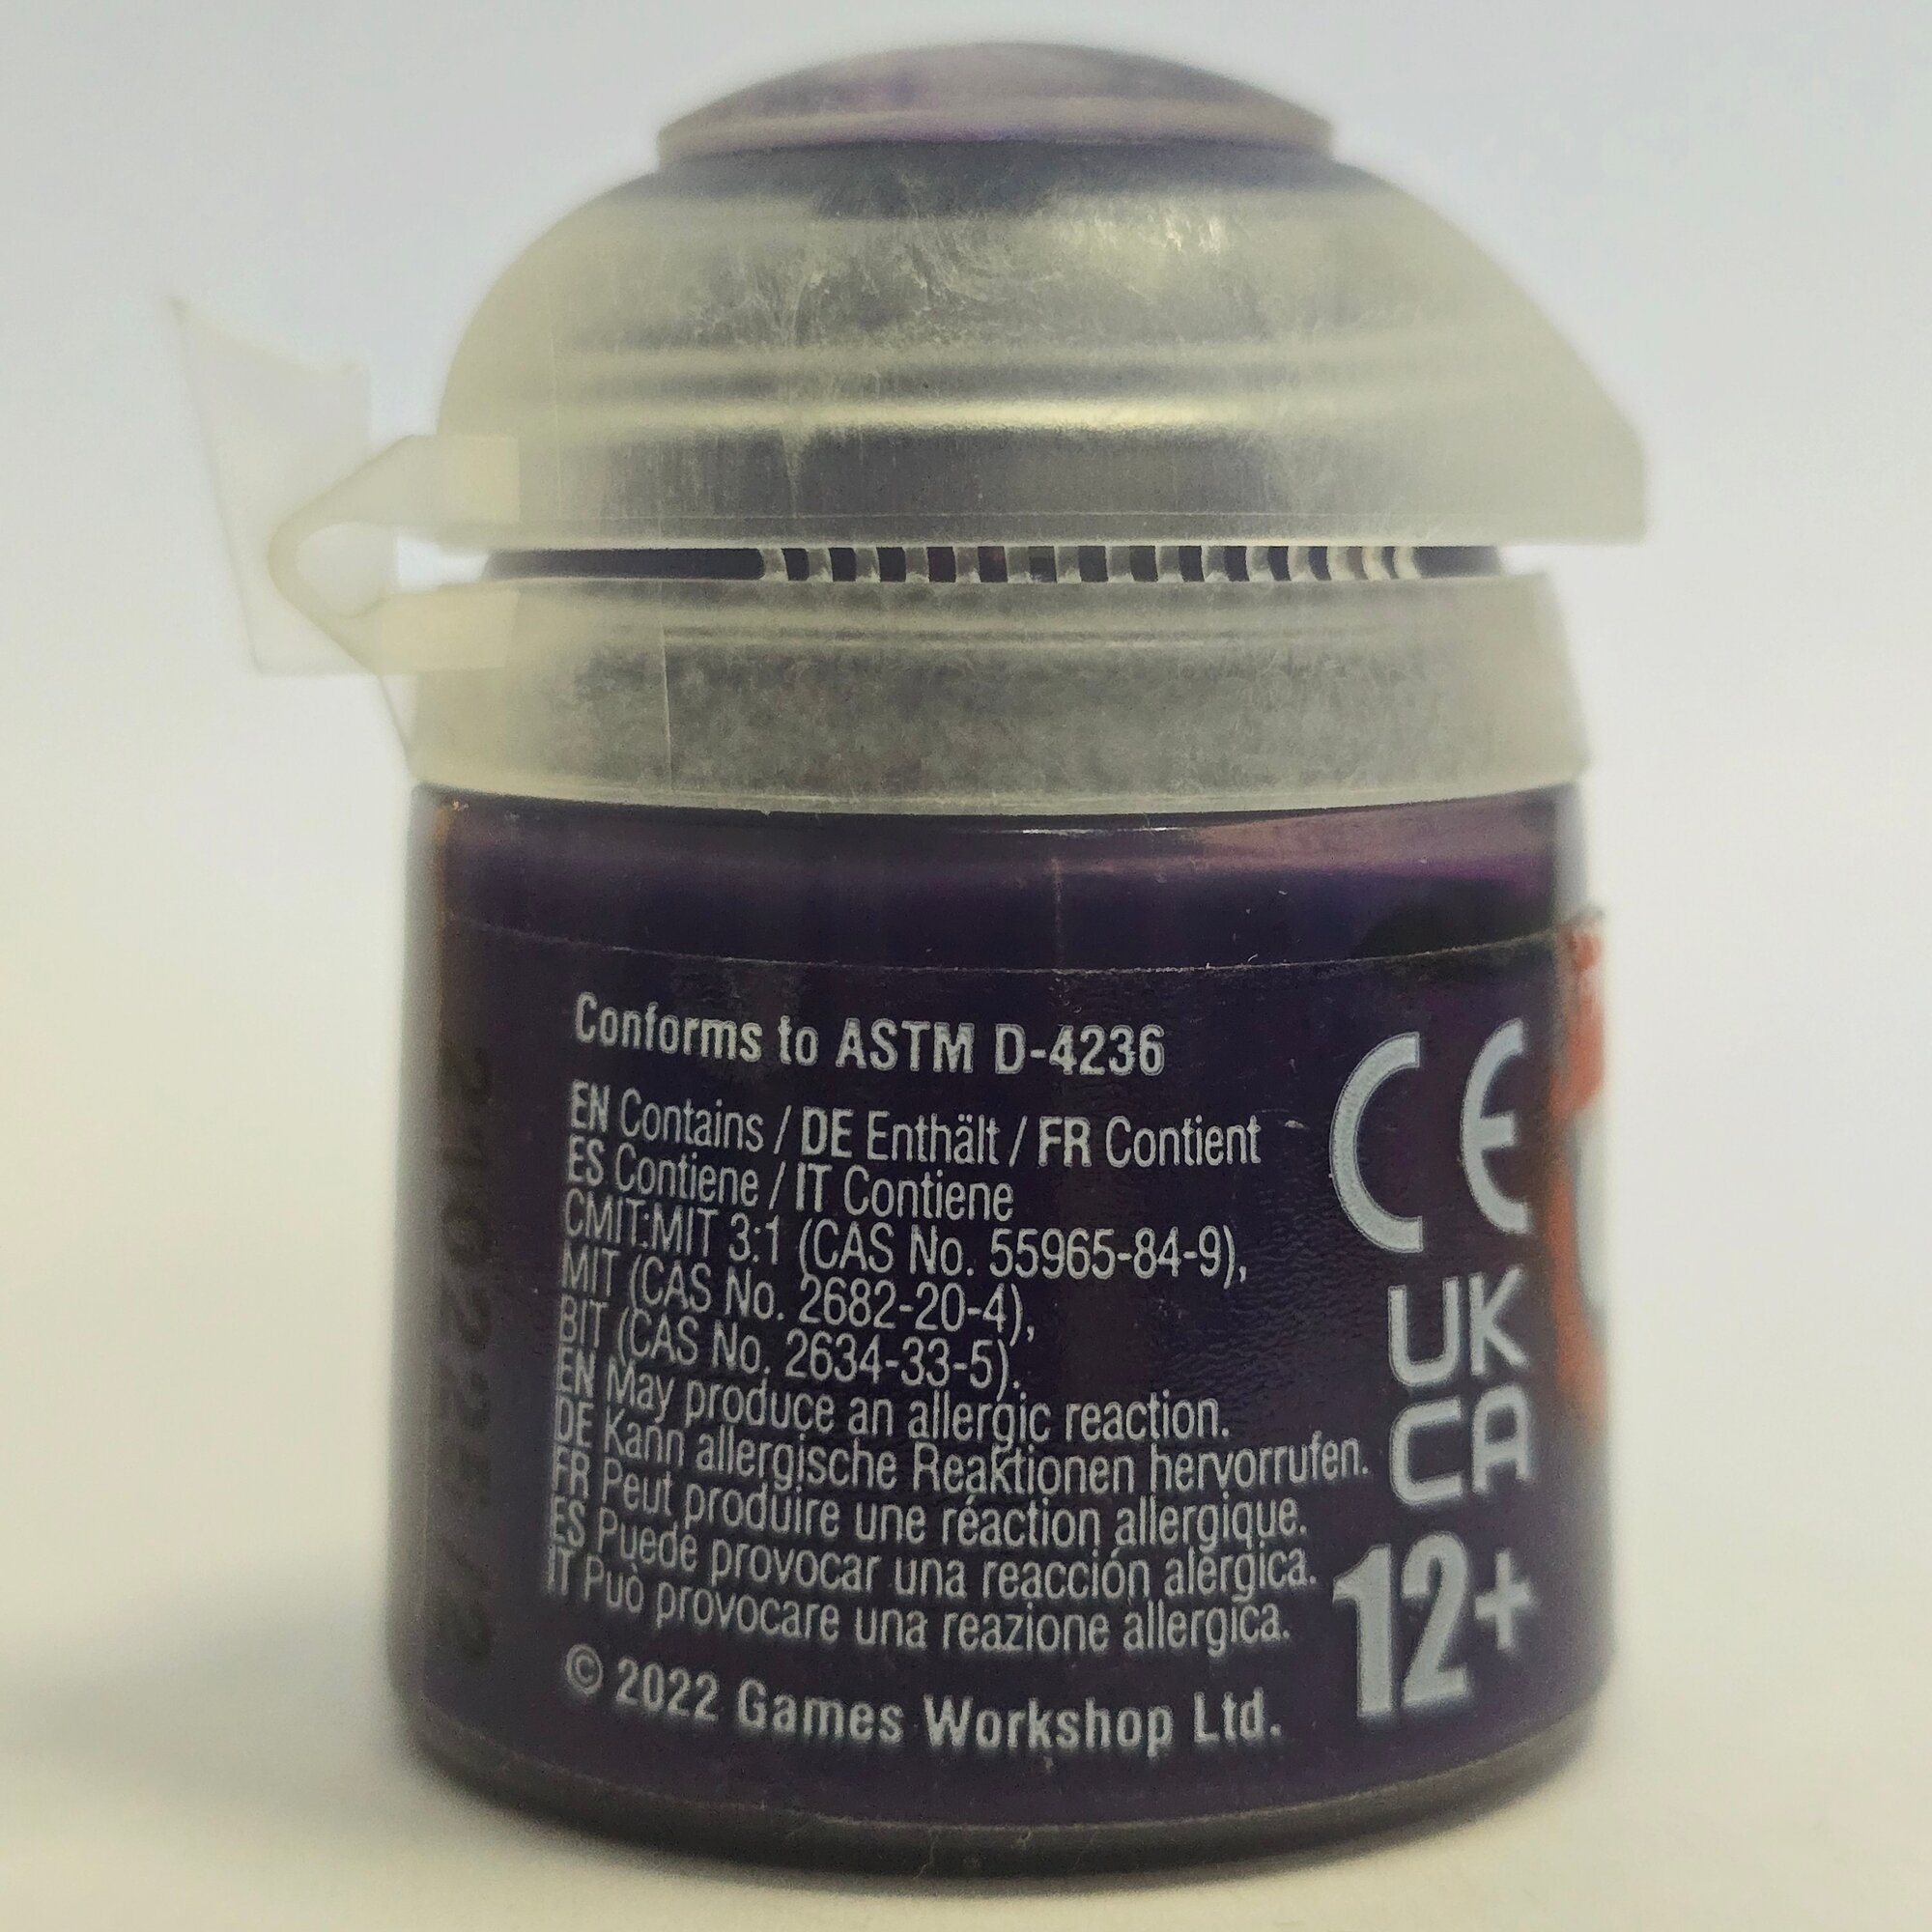 Conforms to ASTM D-4236
EN Contains / DE Enthält / FR Contient
ES Contiene / IT Contiene
CMIT:MIT 3:1 (CAS No. 55965-84-9),
MIT (CAS No. 2682-20-4),
BIT (CAS No. 2634-33-5).
EN May produce an allergic reaction.
DE Kann allergische Reaktionen hervorrufen.
FR Peut produire une réaction allergique.
ES Puede provocar una reacción alérgica.
IT Può provocare una reazione allergica.
© 2022 Games Workshop Ltd.
CE
UK
CA
12+